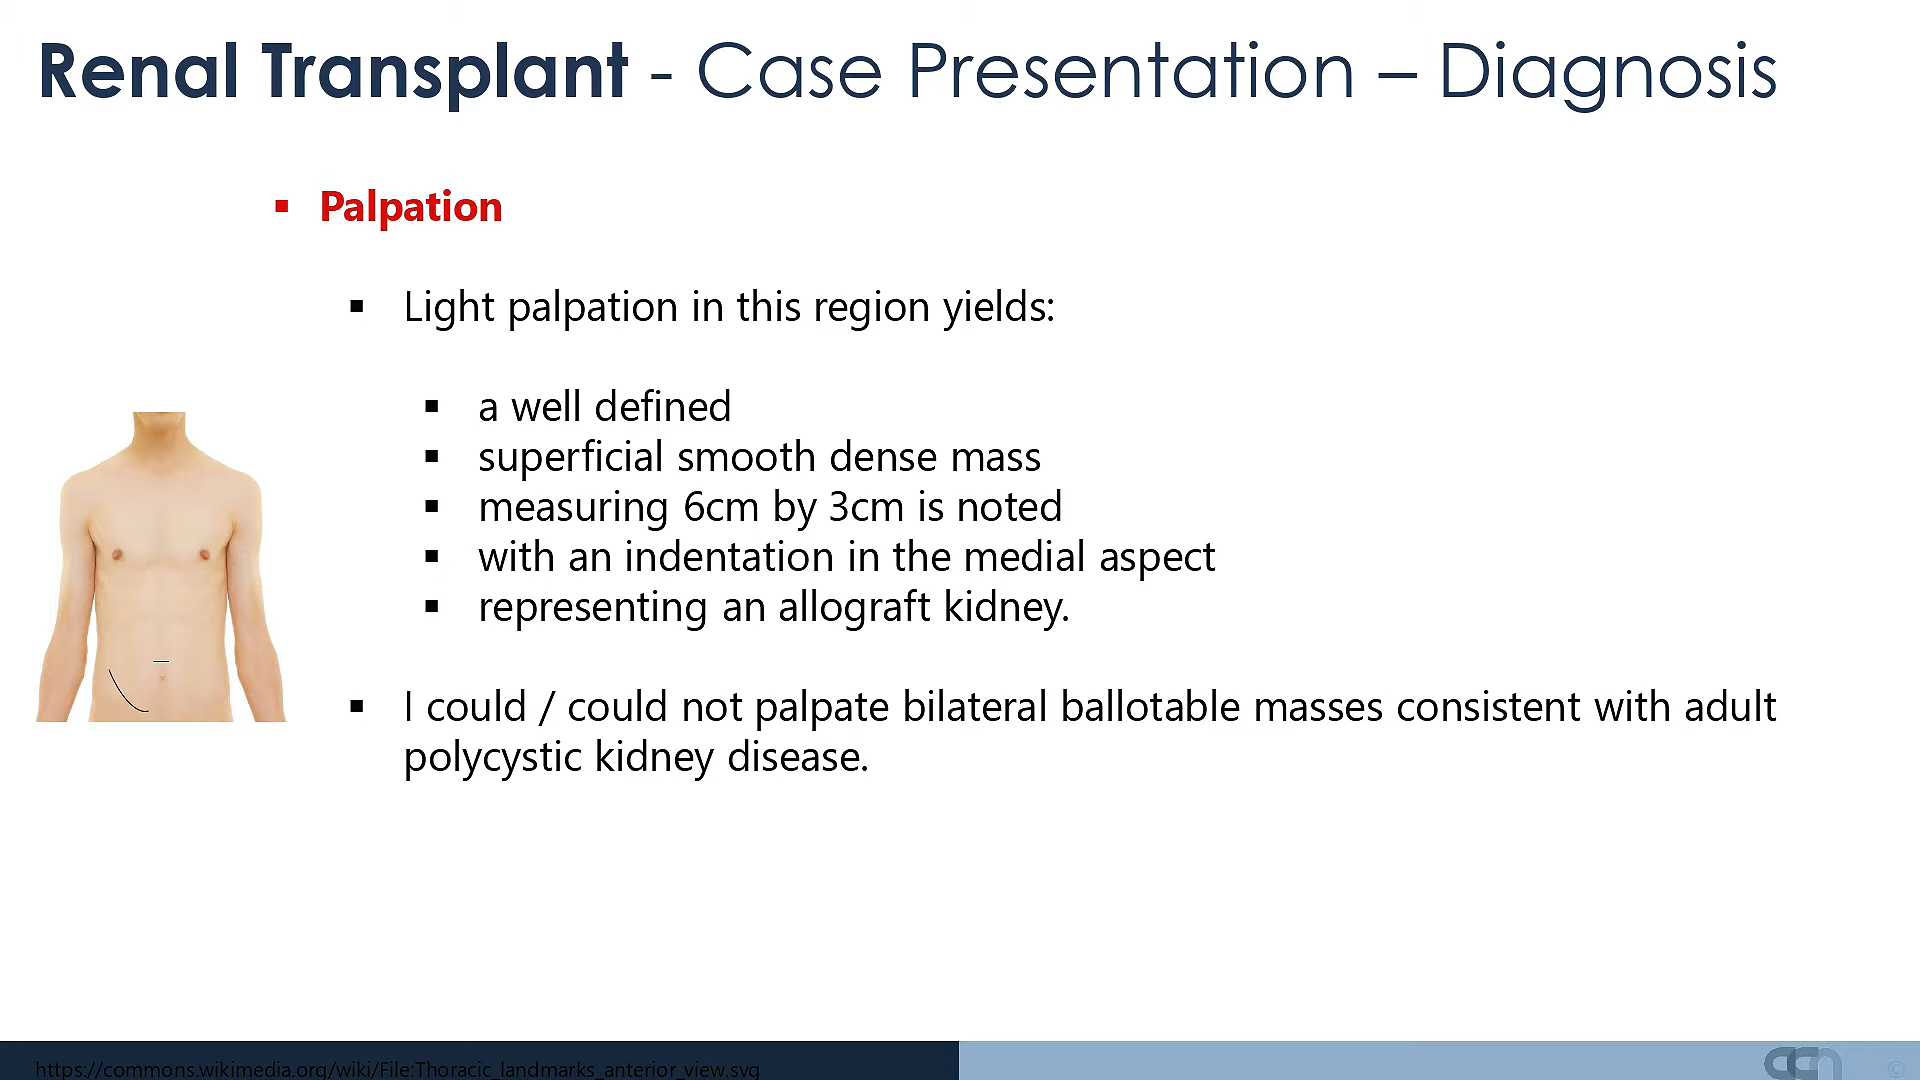 Renal Transplant - Case Presentation – Diagnosis
▪ Palpation
▪ Light palpation in this region yields:
▪ a well defined
▪ superficial smooth dense mass
▪ measuring 6cm by 3cm is noted
▪ with an indentation in the medial aspect
▪ representing an allograft kidney.
▪ I could / could not palpate bilateral ballotable masses consistent with adult
polycystic kidney disease.
https://commons.wikimedia.org/wiki/File:Thoracic_landmarks_anterior_view.svg
©